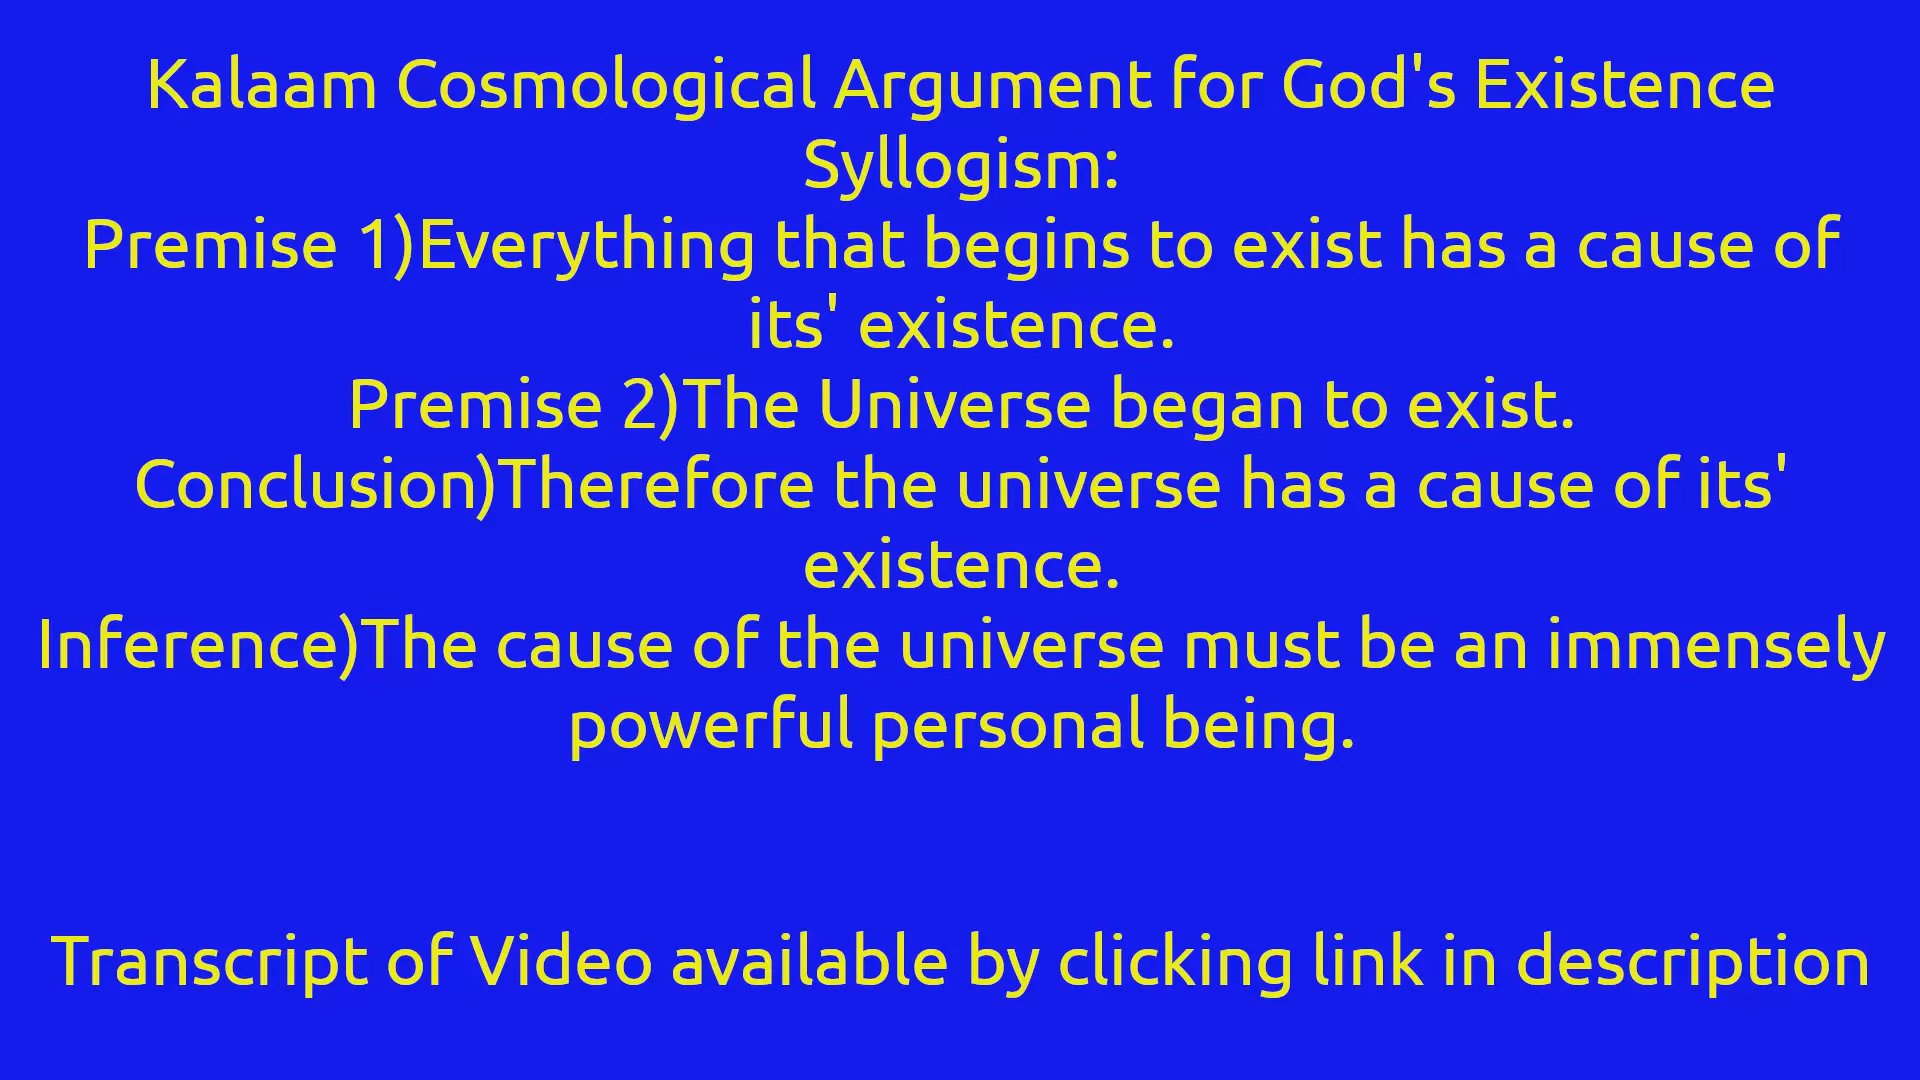 Kalaam Cosmological Argument for God's Existence
Syllogism:
Premise 1)Everything that begins to exist has a cause of
its' existence.
Premise 2)The Universe began to exist.
Conclusion)Therefore the universe has a cause of its'
existence.
Inference)The cause of the universe must be an immensely
powerful personal being.
Transcript of Video available by clicking link in description